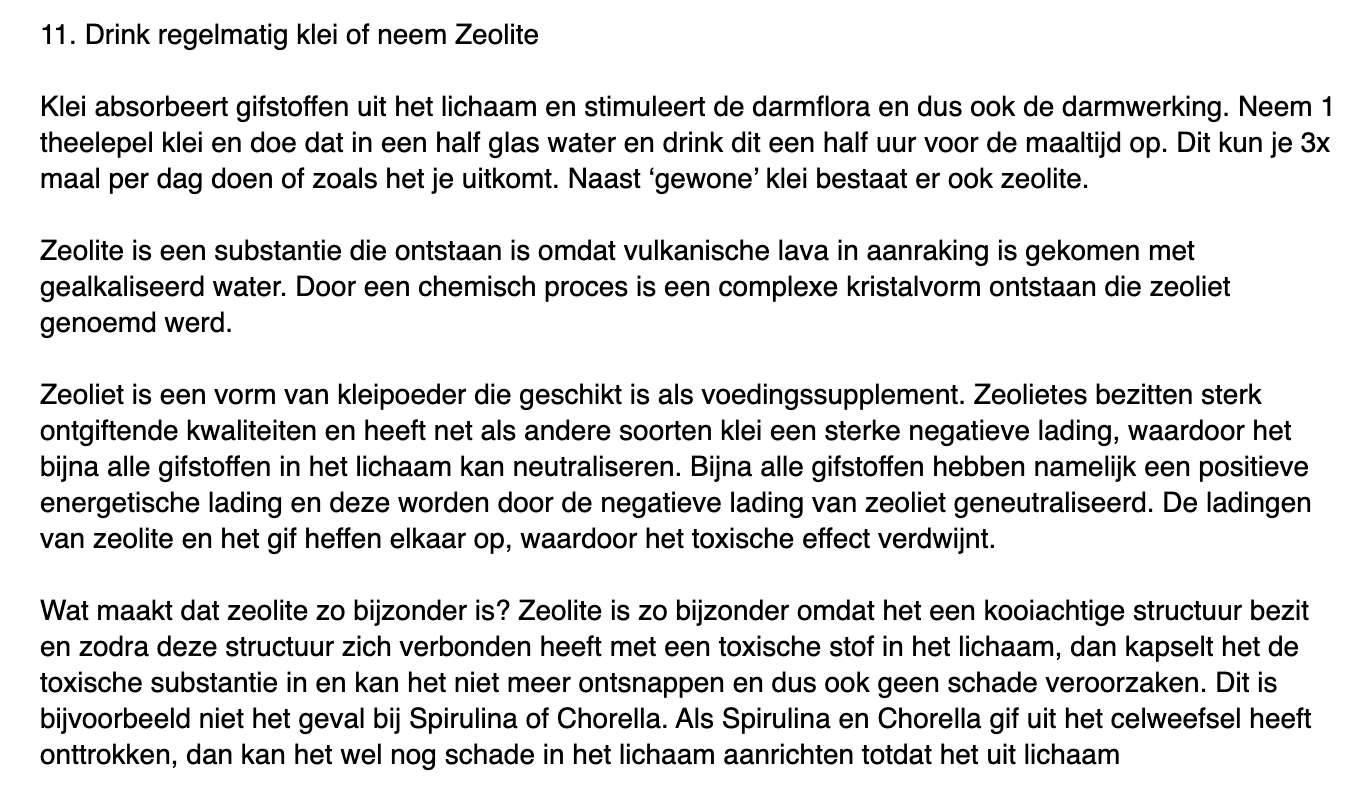 11. Drink regelmatig klei of neem Zeolite
Klei absorbeert gifstoffen uit het lichaam en stimuleert de darmflora en dus ook de darmwerking. Neem 1
theelepel klei en doe dat in een half glas water en drink dit een half uur voor de maaltijd op. Dit kun je 3x
maal per dag doen of zoals het je uitkomt. Naast ‘gewone’ klei bestaat er ook zeolite.
Zeolite is een substantie die ontstaan is omdat vulkanische lava in aanraking is gekomen met
gealkaliseerd water. Door een chemisch proces is een complexe kristalvorm ontstaan die zeoliet
genoemd werd.
Zeoliet is een vorm van kleipoeder die geschikt is als voedingssupplement. Zeolietes bezitten sterk
ontgiftende kwaliteiten en heeft net als andere soorten klei een sterke negatieve lading, waardoor het
bijna alle gifstoffen in het lichaam kan neutraliseren. Bijna alle gifstoffen hebben namelijk een positieve
energetische lading en deze worden door de negatieve lading van zeoliet geneutraliseerd. De ladingen
van zeolite en het gif heffen elkaar op, waardoor het toxische effect verdwijnt.
Wat maakt dat zeolite zo bijzonder is? Zeolite is zo bijzonder omdat het een kooiachtige structuur bezit
en zodra deze structuur zich verbonden heeft met een toxische stof in het lichaam, dan kapselt het de
toxische substantie in en kan het niet meer ontsnappen en dus ook geen schade veroorzaken. Dit is
bijvoorbeeld niet het geval bij Spirulina of Chorella. Als Spirulina en Chorella gif uit het celweefsel heeft
onttrokken, dan kan het wel nog schade in het lichaam aanrichten totdat het uit lichaam